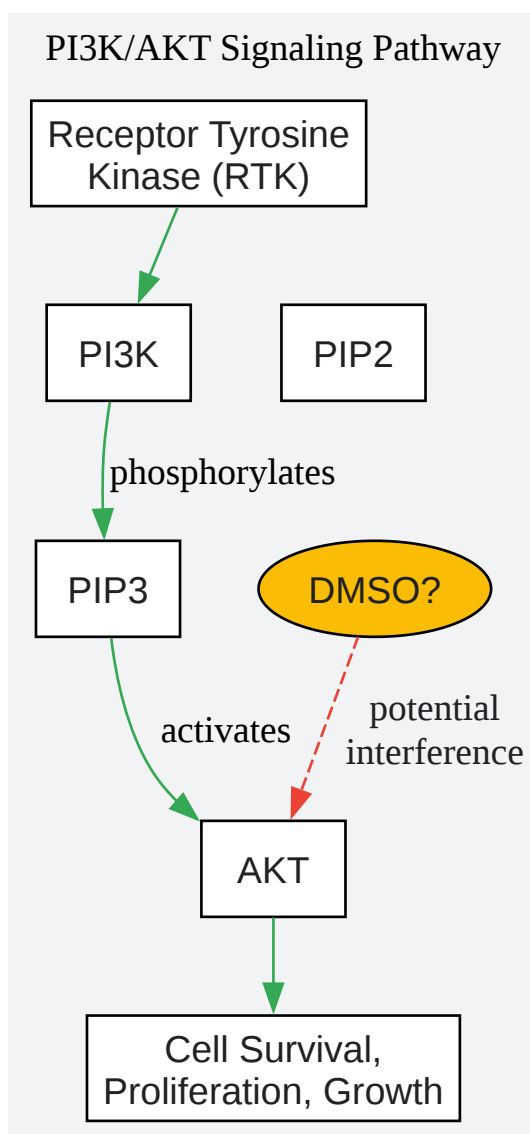 PI3K/AKT Signaling Pathway
Receptor Tyrosine
Kinase (RTK)
PI3K
PIP2
phosphorylates
PIP3
DMSO?
activates
potential
interference
AKT
Cell Survival,
Proliferation, Growth